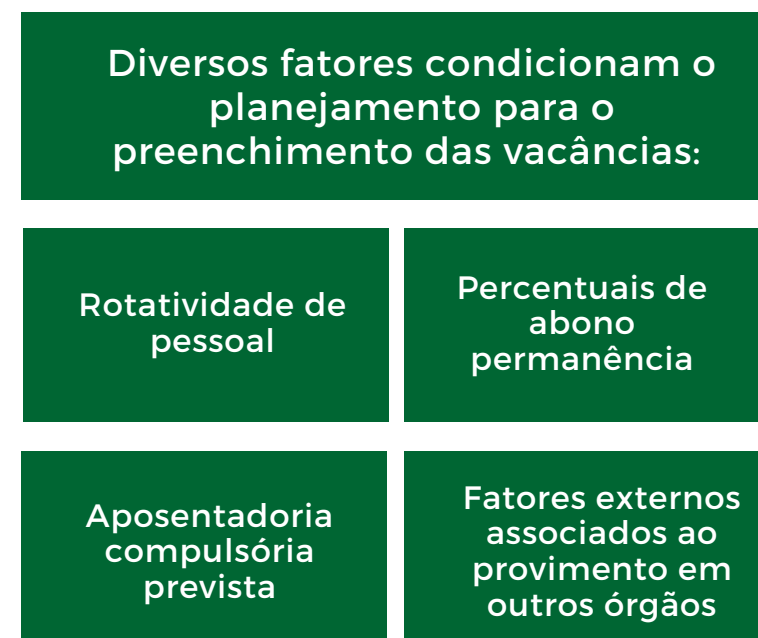 Diversos fatores condicionam o
planejamento para o
preenchimento das vacâncias:
Rotatividade de
pessoal
Percentuais de
abono
permanência
Aposentadoria
compulsória
prevista
Fatores externos
associados ao
provimento em
outros órgãos